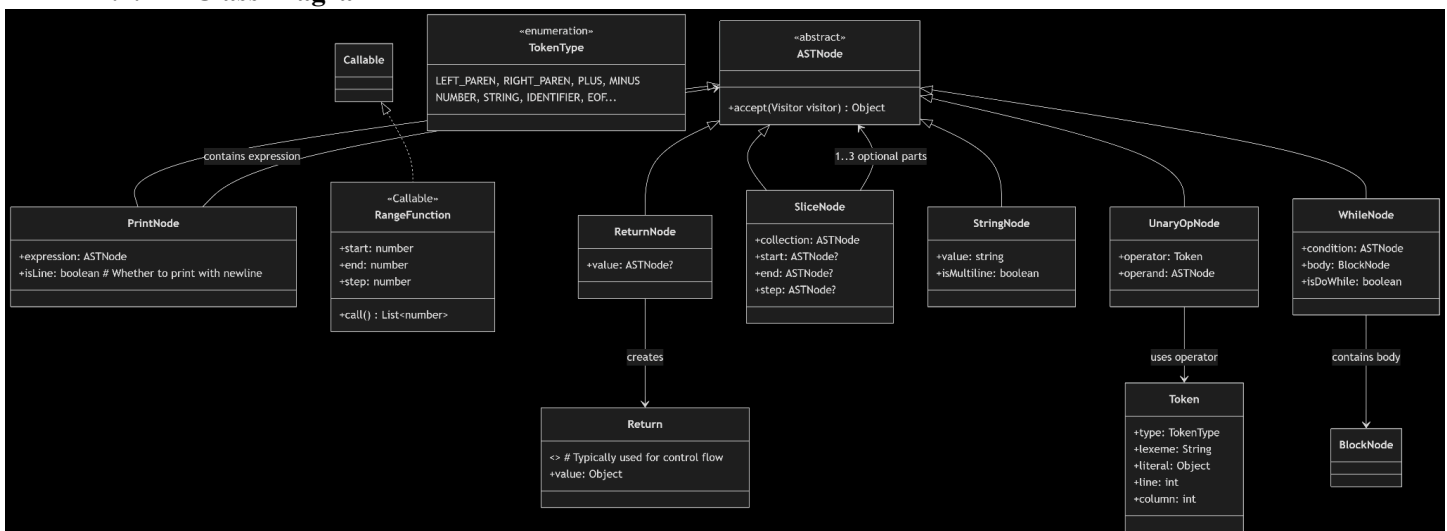 Callable
«enumeration»
TokenType
LEFT_PAREN, RIGHT_PAREN, PLUS, MINUS
NUMBER, STRING, IDENTIFIER, EOF...
«abstract»
ASTNode
+accept(Visitor visitor) : Object
contains expression
1..3 optional parts
PrintNode
+expression: ASTNode
+isLine: boolean # Whether to print with newline
«Callable»
RangeFunction
+start: number
+end: number
+step: number
+call() : List<number>
ReturnNode
+value: ASTNode?
SliceNode
+collection: ASTNode
+start: ASTNode?
+end: ASTNode?
+step: ASTNode?
StringNode
+value: string
+isMultiline: boolean
UnaryOpNode
+operator: Token
+operand: ASTNode
WhileNode
+condition: ASTNode
+body: BlockNode
+isDoWhile: boolean
creates
uses operator
contains body
Return
<> # Typically used for control flow
+value: Object
Token
+type: TokenType
+lexeme: String
+literal: Object
+line: int
+column: int
BlockNode